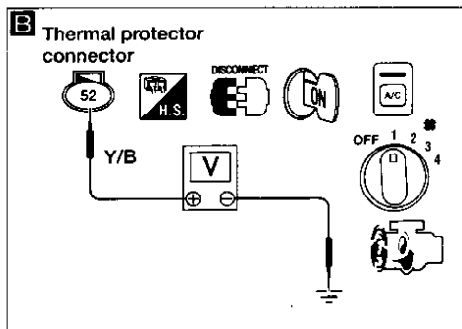 B Thermal protector
connector
DISCONNECT
52
H.S.
ON
A/C
Y/B
V
OFF 1 2 3 4
⊕ ⊖